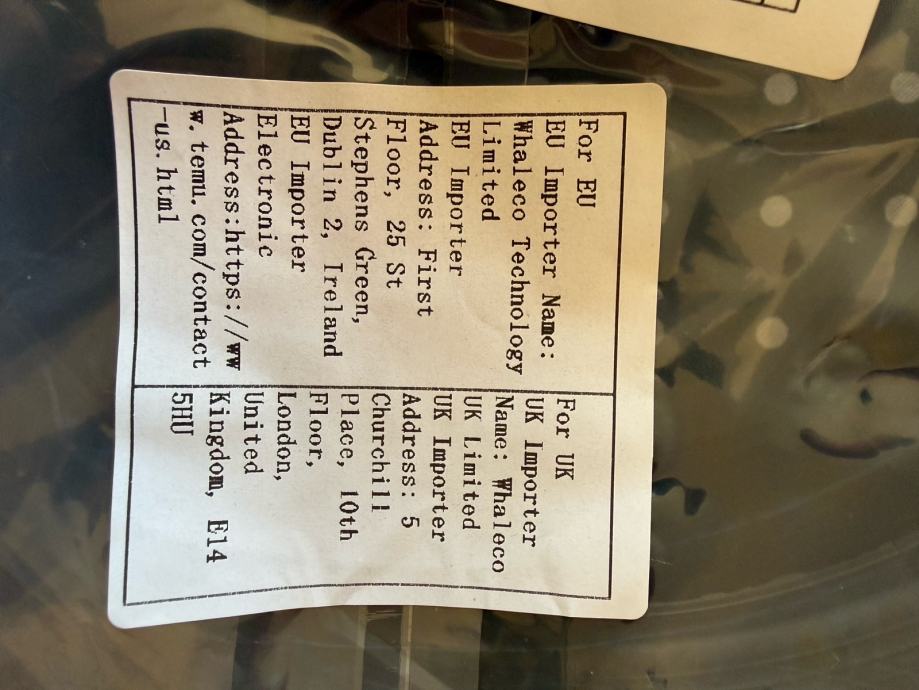 For EU
EU Importer Name:
Whaleco Technology
Limited
EU Importer
Address: First
Floor, 25 St
Stephens Green,
Dublin 2, Ireland
EU Importer
Electronic
Address:https://ww
w.temu.com/contact
-us.html
For UK
UK Importer
Name: Whaleco
UK Limited
UK Importer
Address: 5
Churchill
Place, 10th
Floor,
London,
United
Kingdom, E14
5HU